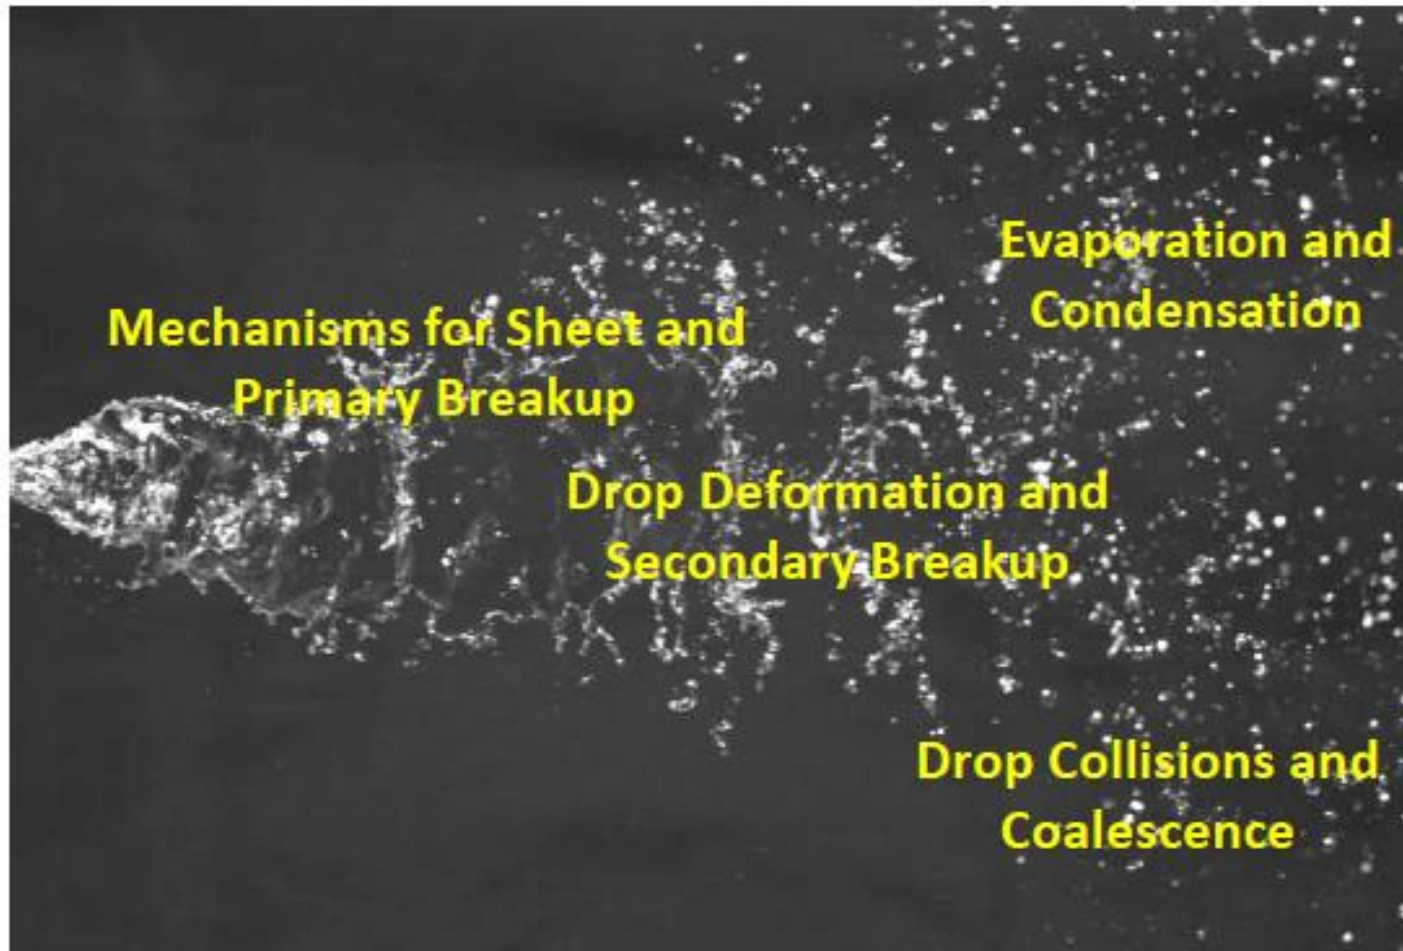 Evaporation and
Condensation
Mechanisms for Sheet and
Primary Breakup
Drop Deformation and
Secondary Breakup
Drop Collisions and
Coalescence